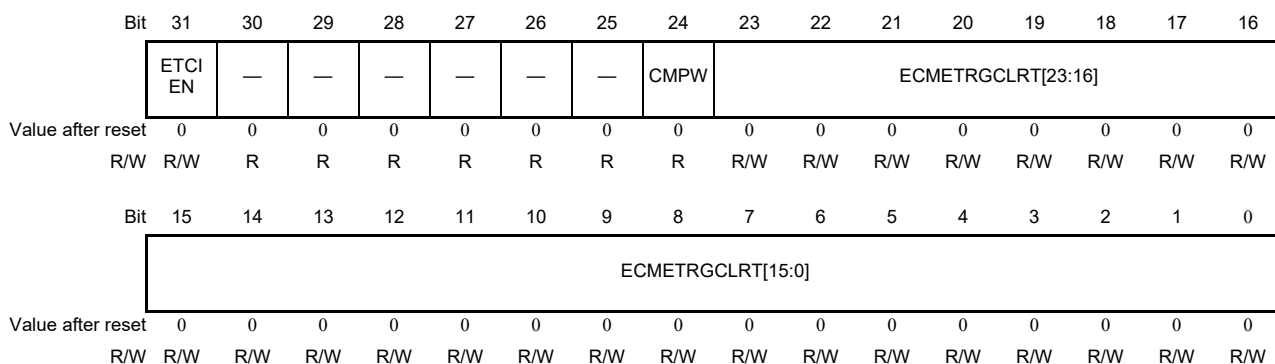 Bit 31 30 29 28 27 26 25 24 23 22 21 20 19 18 17 16
ETCI
EN — — — — — — CMPW ECMETRGCLRT[23:16]
Value after reset 0 0 0 0 0 0 0 0 0 0 0 0 0 0 0 0
R/W R/W R R R R R R R R/W R/W R/W R/W R/W R/W R/W R/W
Bit 15 14 13 12 11 10 9 8 7 6 5 4 3 2 1 0
ECMETRGCLRT[15:0]
Value after reset 0 0 0 0 0 0 0 0 0 0 0 0 0 0 0 0
R/W R/W R/W R/W R/W R/W R/W R/W R/W R/W R/W R/W R/W R/W R/W R/W R/W